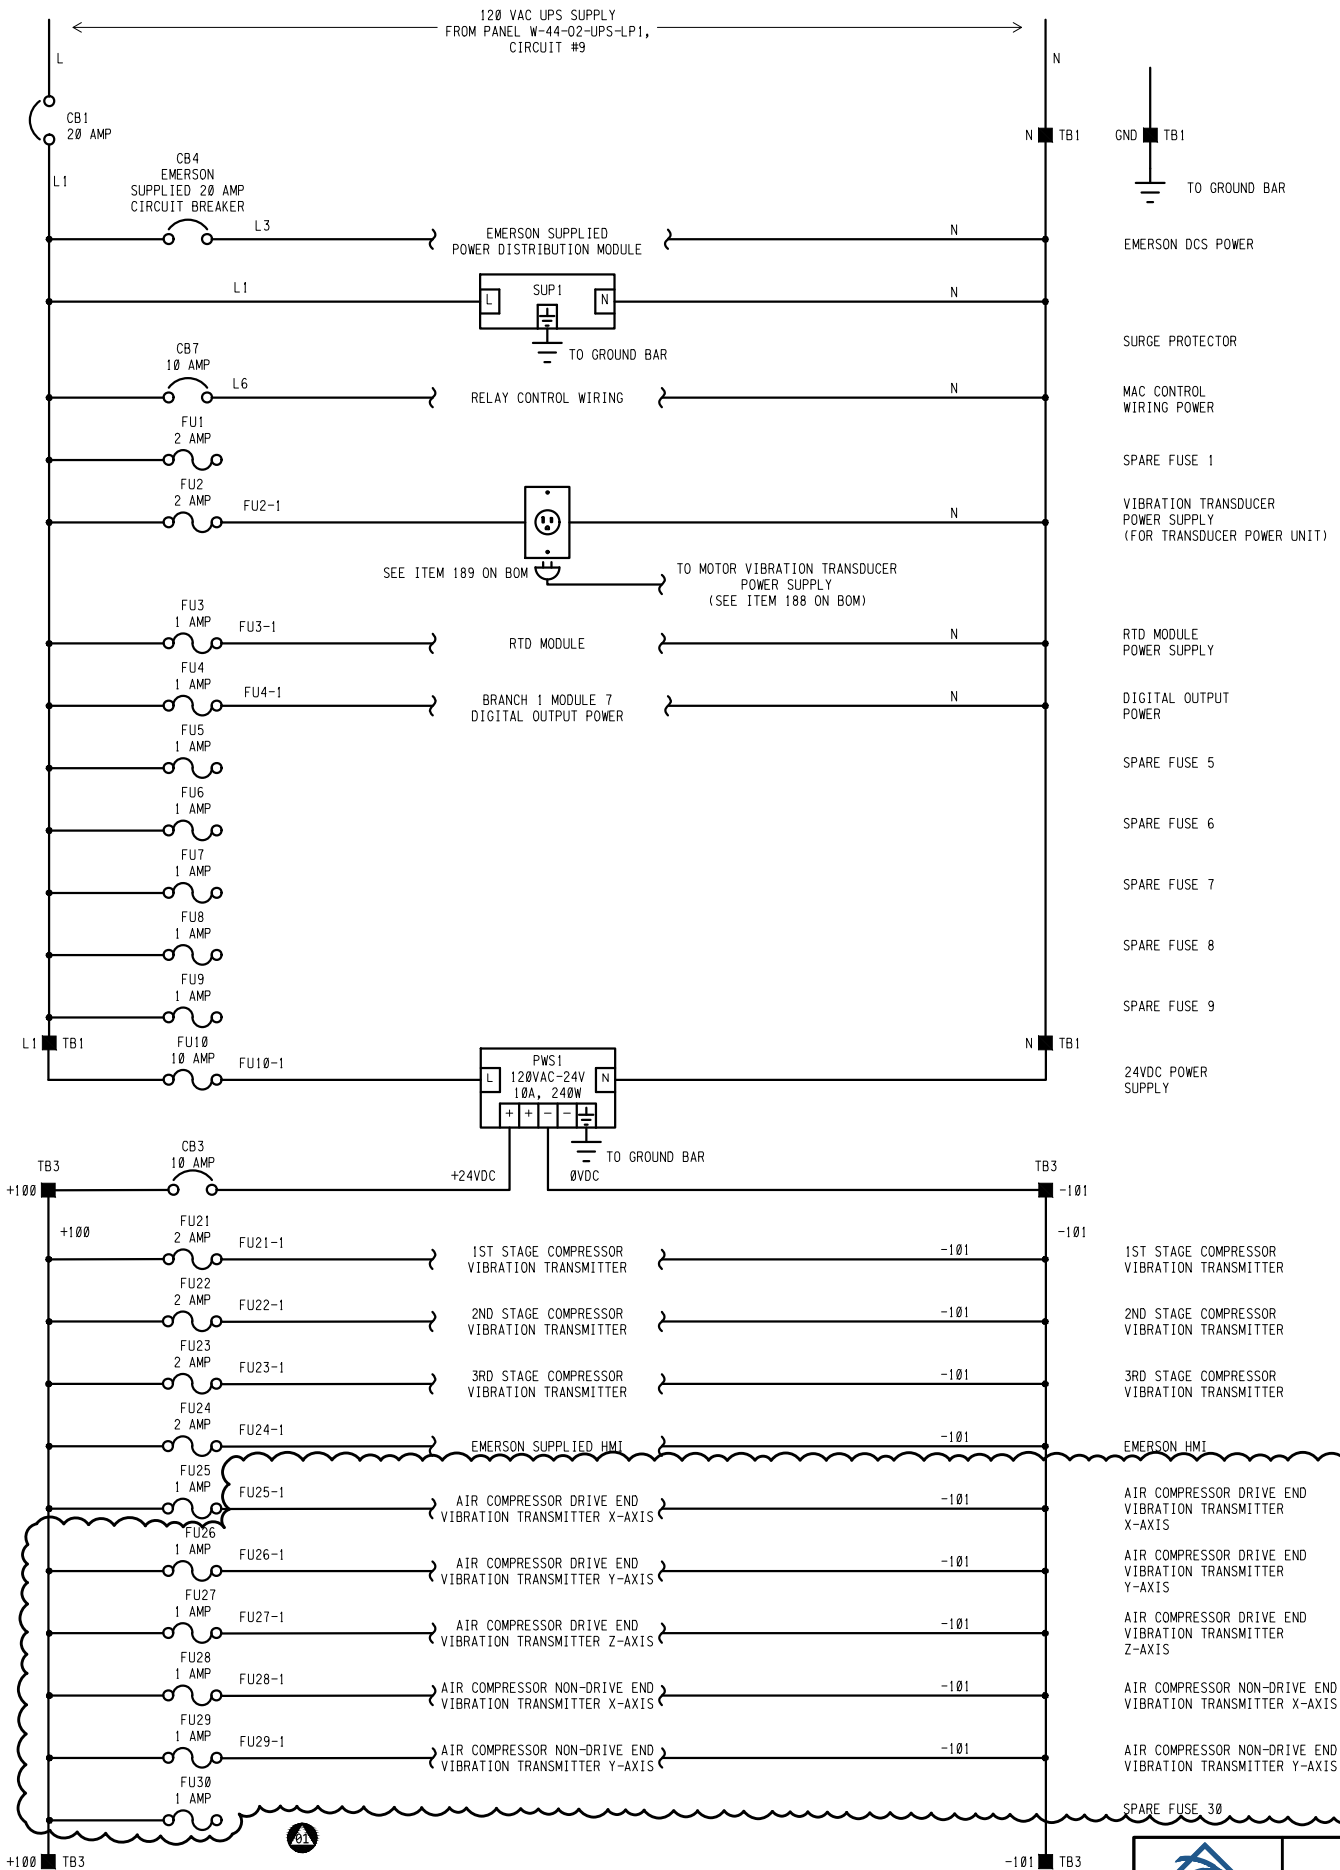 120 VAC UPS SUPPLY
FROM PANEL W-44-02-UPS-LP1,
CIRCUIT #9
L
N
CB1
20 AMP
N TB1
GND TB1
TO GROUND BAR
L1
CB4
EMERSON
SUPPLIED 20 AMP
CIRCUIT BREAKER
L3
EMERSON SUPPLIED
POWER DISTRIBUTION MODULE
N
EMERSON DCS POWER
L1
SUP1
L
N
N
TO GROUND BAR
SURGE PROTECTOR
CB7
10 AMP
L6
RELAY CONTROL WIRING
N
MAC CONTROL
WIRING POWER
FU1
2 AMP
SPARE FUSE 1
FU2
2 AMP
FU2-1
N
VIBRATION TRANSDUCER
POWER SUPPLY
(FOR TRANSDUCER POWER UNIT)
SEE ITEM 189 ON BOM
TO MOTOR VIBRATION TRANSDUCER
POWER SUPPLY
(SEE ITEM 188 ON BOM)
FU3
1 AMP
FU3-1
RTD MODULE
N
RTD MODULE
POWER SUPPLY
FU4
1 AMP
FU4-1
BRANCH 1 MODULE 7
DIGITAL OUTPUT POWER
N
DIGITAL OUTPUT
POWER
FU5
1 AMP
SPARE FUSE 5
FU6
1 AMP
SPARE FUSE 6
FU7
1 AMP
SPARE FUSE 7
FU8
1 AMP
SPARE FUSE 8
FU9
1 AMP
SPARE FUSE 9
L1 TB1
N TB1
FU10
10 AMP
FU10-1
PWS1
120VAC-24V
10A, 240W
L
N
+ + - -
24VDC POWER
SUPPLY
TO GROUND BAR
CB3
10 AMP
+24VDC
0VDC
TB3
+100
TB3
-101
+100
-101
FU21
2 AMP
FU21-1
1ST STAGE COMPRESSOR
VIBRATION TRANSMITTER
-101
1ST STAGE COMPRESSOR
VIBRATION TRANSMITTER
FU22
2 AMP
FU22-1
2ND STAGE COMPRESSOR
VIBRATION TRANSMITTER
-101
2ND STAGE COMPRESSOR
VIBRATION TRANSMITTER
FU23
2 AMP
FU23-1
3RD STAGE COMPRESSOR
VIBRATION TRANSMITTER
-101
3RD STAGE COMPRESSOR
VIBRATION TRANSMITTER
FU24
2 AMP
FU24-1
EMERSON SUPPLIED HMI
-101
EMERSON HMI
FU25
1 AMP
FU25-1
AIR COMPRESSOR DRIVE END
VIBRATION TRANSMITTER X-AXIS
-101
AIR COMPRESSOR DRIVE END
VIBRATION TRANSMITTER
X-AXIS
FU26
1 AMP
FU26-1
AIR COMPRESSOR DRIVE END
VIBRATION TRANSMITTER Y-AXIS
-101
AIR COMPRESSOR DRIVE END
VIBRATION TRANSMITTER
Y-AXIS
FU27
1 AMP
FU27-1
AIR COMPRESSOR DRIVE END
VIBRATION TRANSMITTER Z-AXIS
-101
AIR COMPRESSOR DRIVE END
VIBRATION TRANSMITTER
Z-AXIS
FU28
1 AMP
FU28-1
AIR COMPRESSOR NON-DRIVE END
VIBRATION TRANSMITTER X-AXIS
-101
AIR COMPRESSOR NON-DRIVE END
VIBRATION TRANSMITTER X-AXIS
FU29
1 AMP
FU29-1
AIR COMPRESSOR NON-DRIVE END
VIBRATION TRANSMITTER Y-AXIS
-101
AIR COMPRESSOR NON-DRIVE END
VIBRATION TRANSMITTER Y-AXIS
FU30
1 AMP
SPARE FUSE 30
01
+100 TB3
-101 TB3